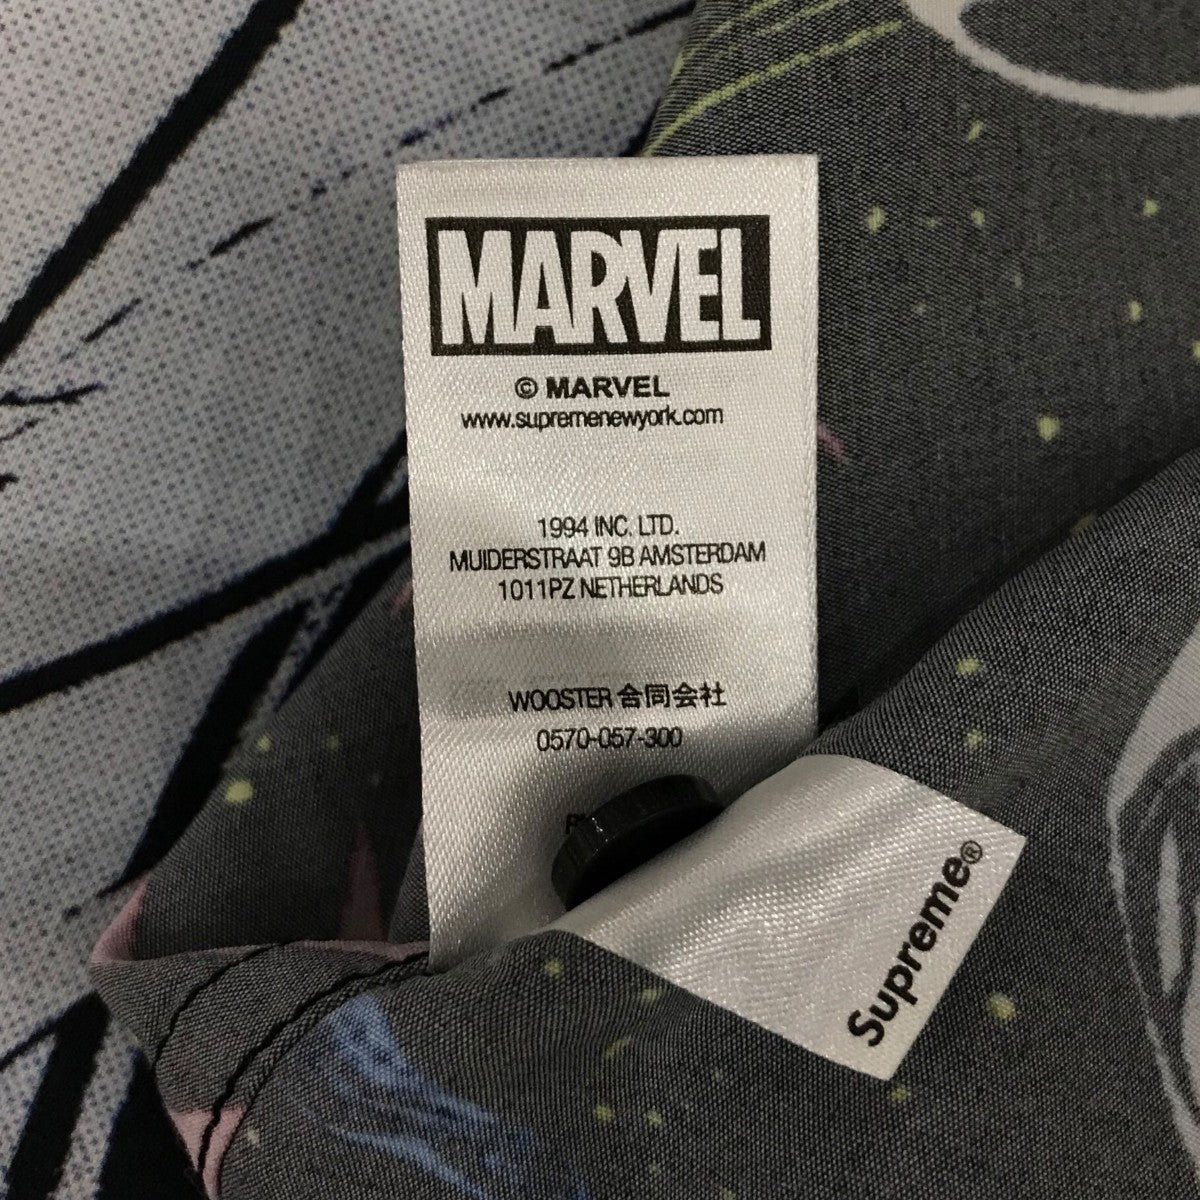 MARVEL
© MARVEL
www.supremenewyork.com
1994 INC. LTD.
MUIDERSTRAAT 9B AMSTERDAM
1011PZ NETHERLANDS
WOOSTER 合同会社
0570-057-300
Supreme®